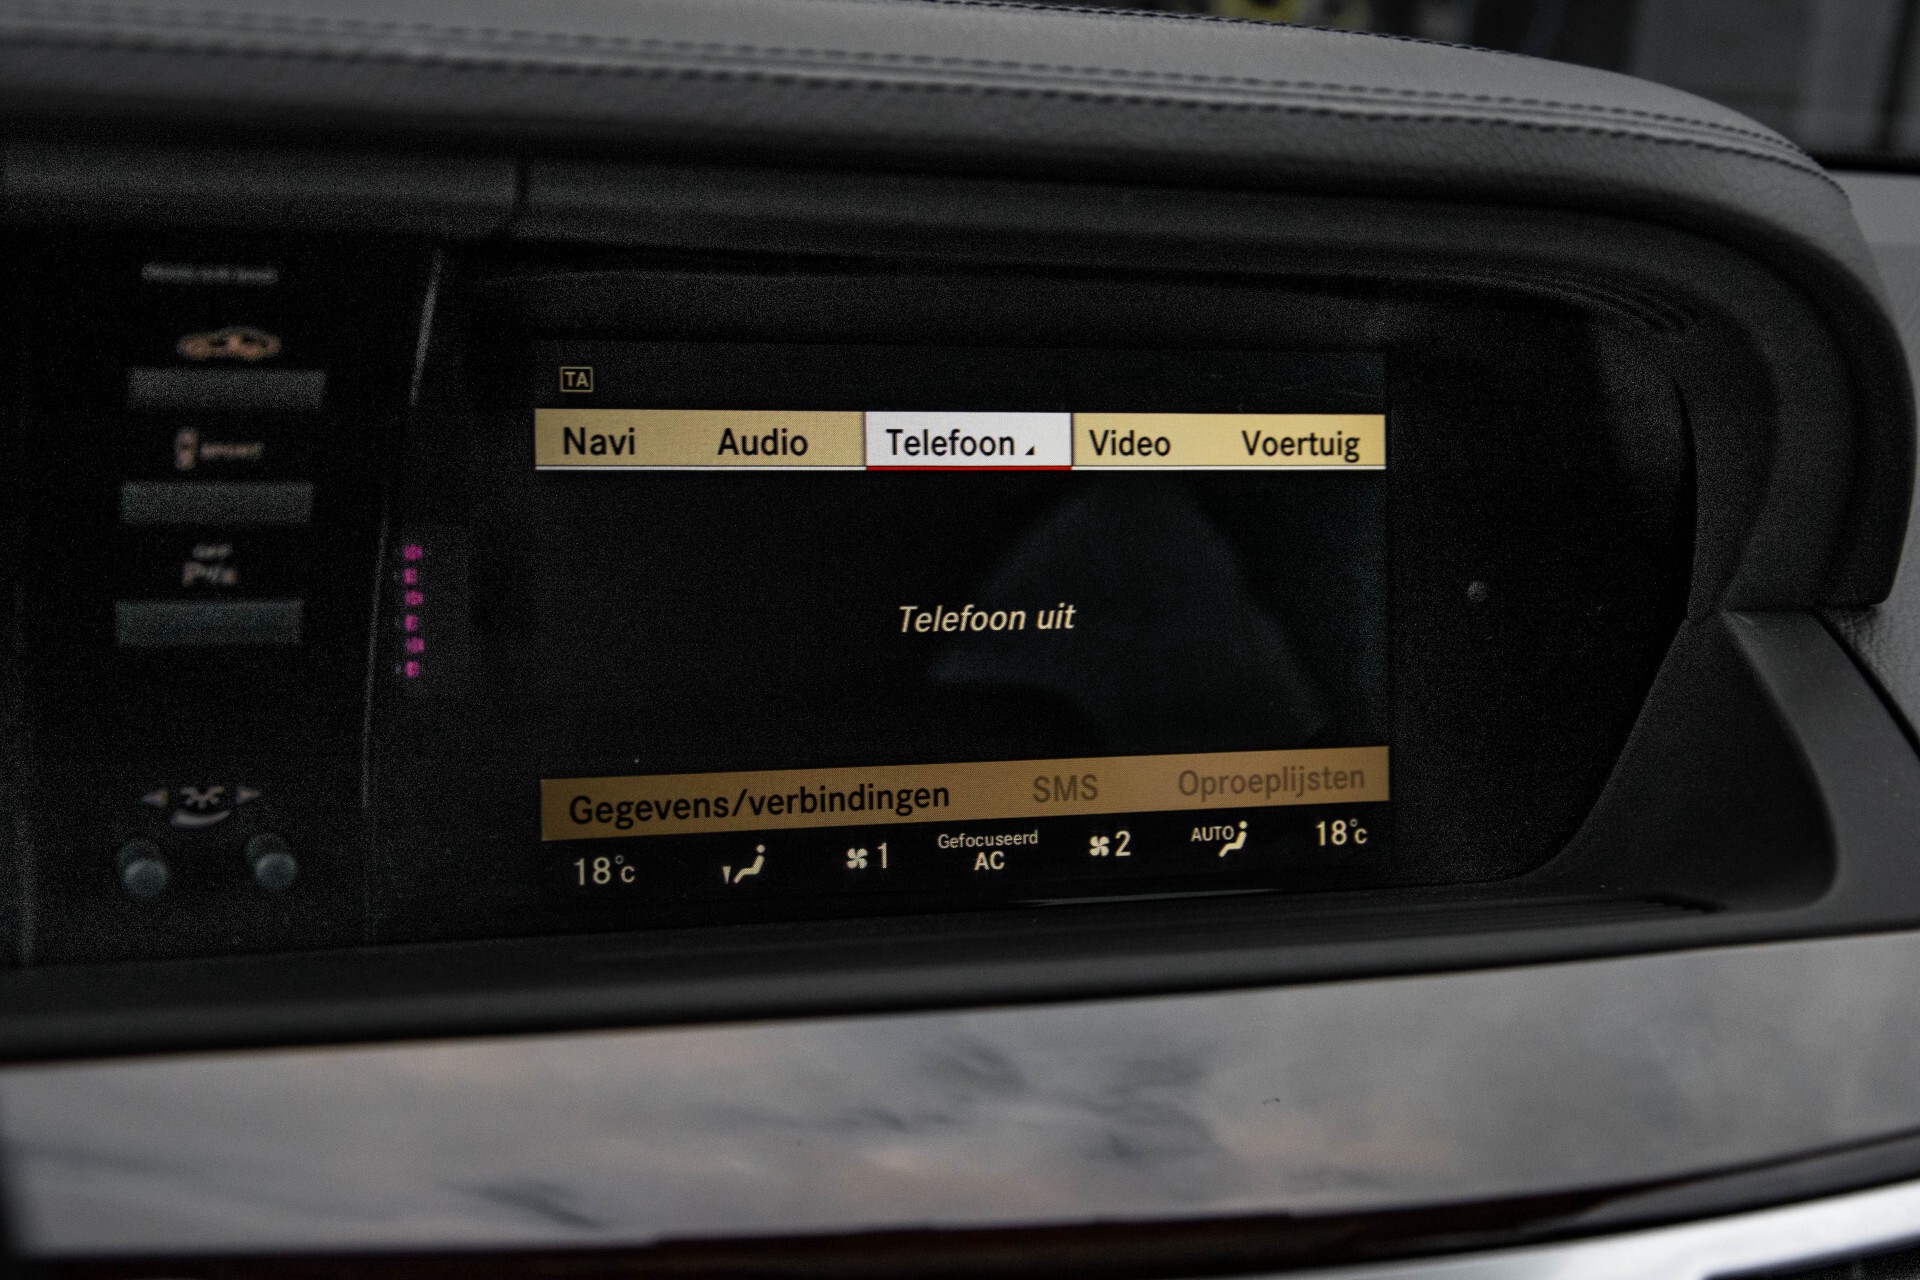 TA
Navi Audio Telefoon Video Voertuig
Telefoon uit
Gegevens/verbindingen SMS Oproeplijsten
18°C 1 Gefocuseerd AC 2 AUTO 18°C
OFF